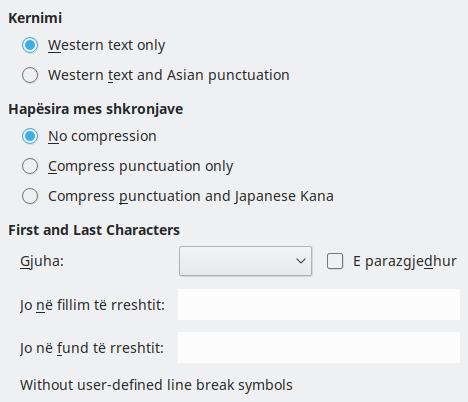 Kernimi
Western text only
Western text and Asian punctuation
Hapësira mes shkronjave
No compression
Compress punctuation only
Compress punctuation and Japanese Kana
First and Last Characters
Gjuha: E parazgjedhur
Jo në fillim të rreshtit:
Jo në fund të rreshtit:
Without user-defined line break symbols